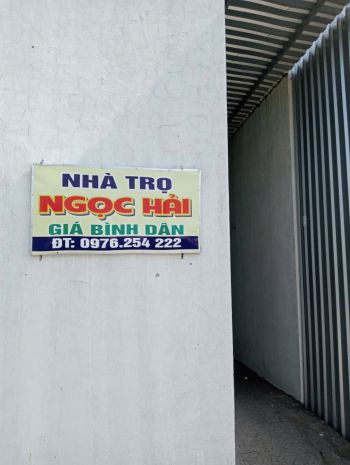 NHÀ TRỌ
NGỌC HẢI
GIÁ BÌNH DÂN
ĐT: 0976.254 222